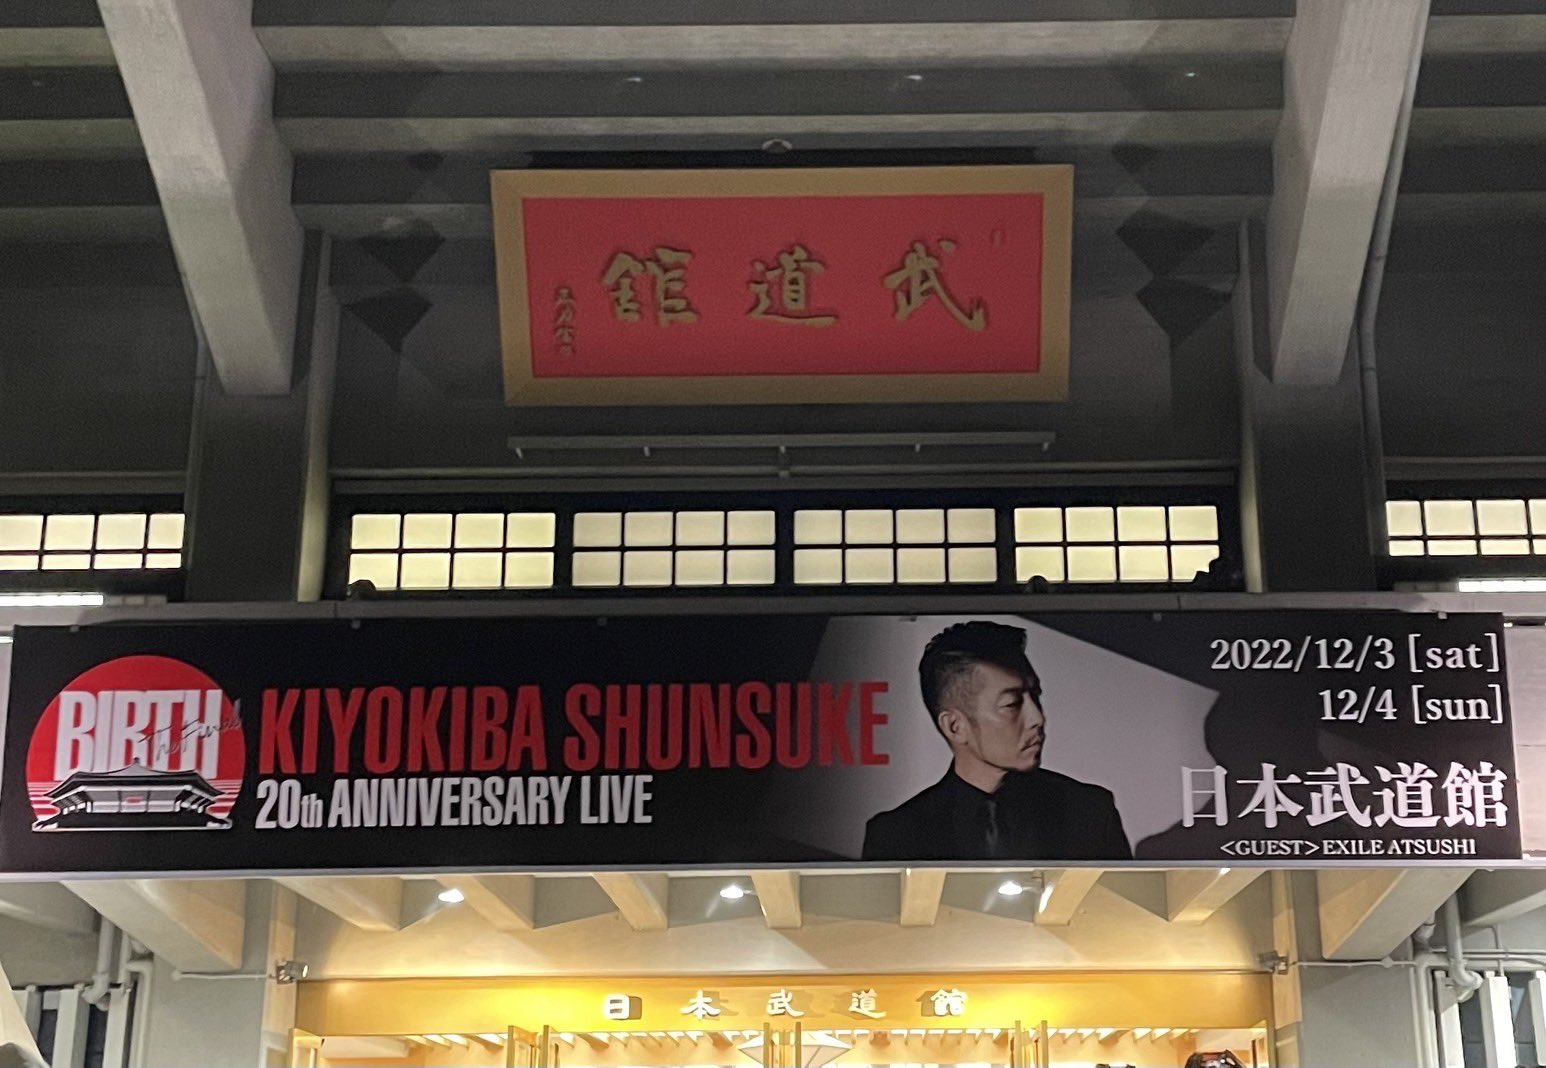 武道館
BIRTH
The Final
KIYOKIBA SHUNSUKE
20th ANNIVERSARY LIVE
2022/12/3 [sat]
12/4 [sun]
日本武道館
<GUEST> EXILE ATSUSHI
日本武道館